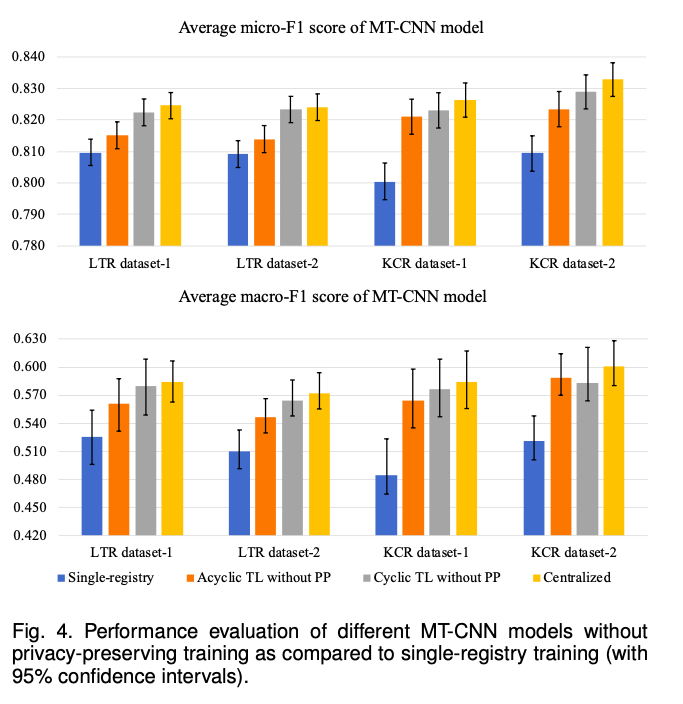 Average micro-F1 score of MT-CNN model
0.840
0.830
0.820
0.810
0.800
0.790
0.780
LTR dataset-1 LTR dataset-2 KCR dataset-1 KCR dataset-2
Average macro-F1 score of MT-CNN model
0.630
0.600
0.570
0.540
0.510
0.480
0.450
0.420
LTR dataset-1 LTR dataset-2 KCR dataset-1 KCR dataset-2
Single-registry Acyclic TL without PP Cyclic TL without PP Centralized
Fig. 4. Performance evaluation of different MT-CNN models without
privacy-preserving training as compared to single-registry training (with
95% confidence intervals).